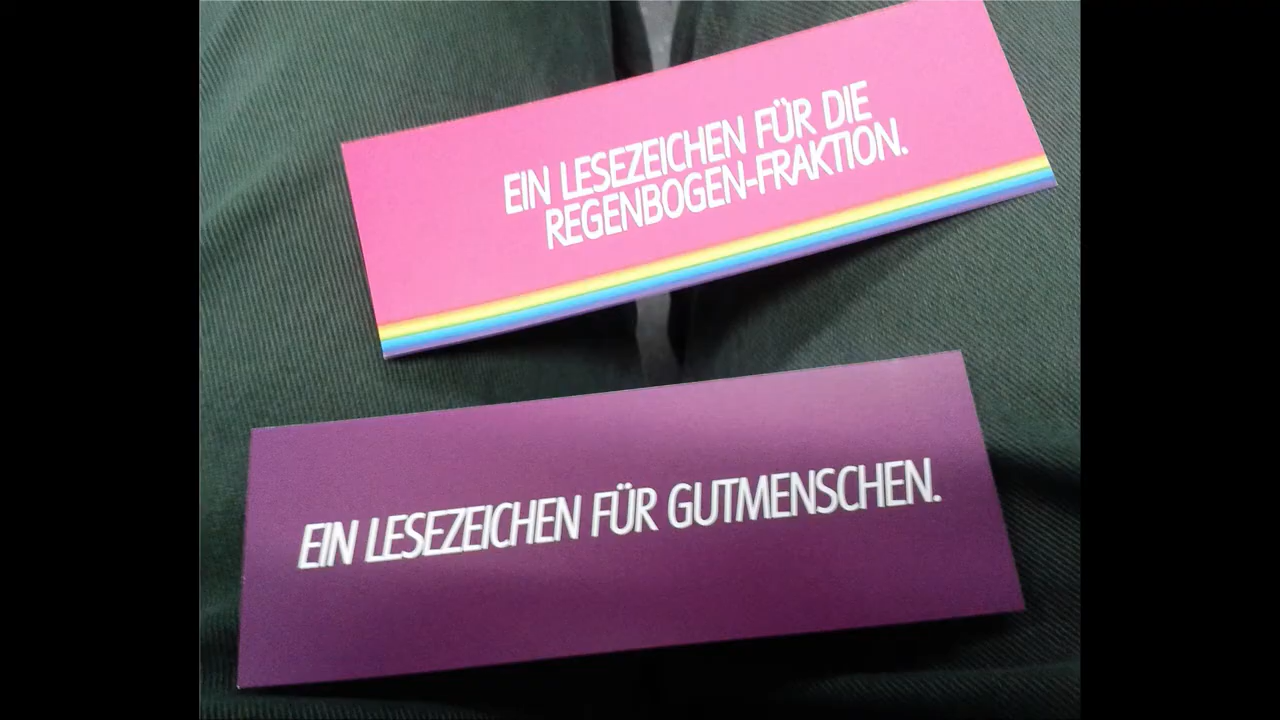 EIN LESEZEICHEN FÜR DIE
REGENBOGEN-FRAKTION.
EIN LESEZEICHEN FÜR GUTMENSCHEN.